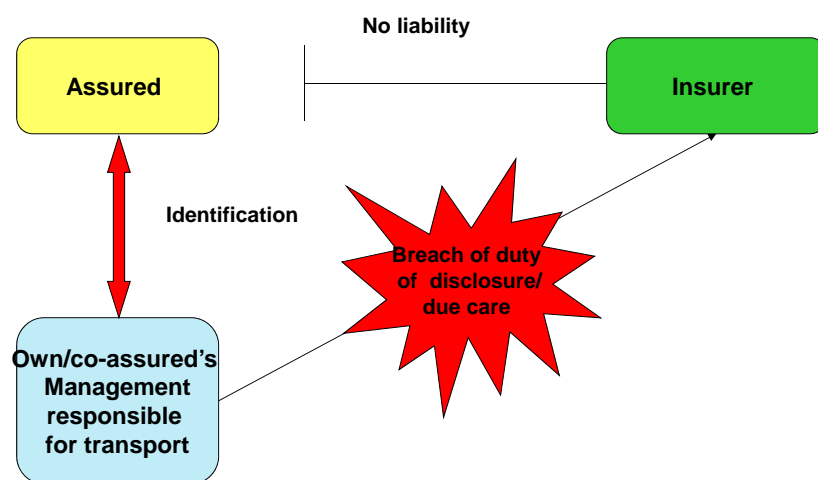 No liability
Assured
Insurer
Identification
Breach of duty
of disclosure/
due care
Own/co-assured's
Management
responsible
for transport